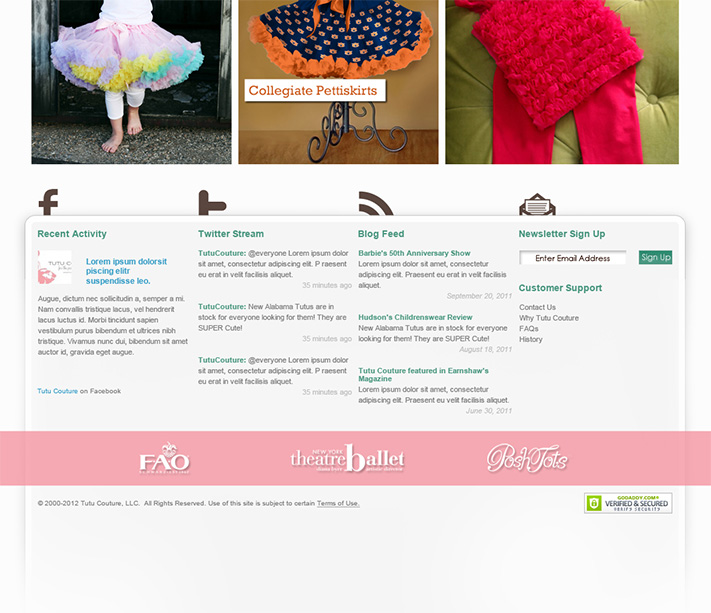 Collegiate Pettiskirts
Recent Activity
Lorem ipsum dolorsit
piscing elitr
suspendisse leo.
Augue, dictum nec sollicitudin a, semper a mi.
Nam convallis tristique lacus, vel hendrerit
lacus luctus id. Morbi tincidunt sapien
vestibulum purus bibendum et ultrices nibh
tristique. Vivamus nunc dui, bibendum sit amet
auctor id, gravida eget augue.
Tutu Couture on Facebook
Twitter Stream
TutuCouture: @everyone Lorem ipsum dolor
sit amet, consectetur adipiscing elit. P raesent
eu erat in velit facilisis aliquet.
35 minutes ago
TutuCouture: New Alabama Tutus are in
stock for everyone looking for them! They are
SUPER Cute!
35 minutes ago
TutuCouture: @everyone Lorem ipsum dolor
sit amet, consectetur adipiscing elit. P raesent
eu erat in velit facilisis aliquet.
35 minutes ago
Blog Feed
Barbie's 50th Anniversary Show
Lorem ipsum dolor sit amet, consectetur
adipiscing elit. Praesent eu erat in velit facilisis
aliquet.
September 20, 2011
Hudson's Childrenswear Review
New Alabama Tutus are in stock for everyone
looking for them! They are SUPER Cute!
August 18, 2011
Tutu Couture featured in Earnshaw's
Magazine
Lorem ipsum dolor sit amet, consectetur
adipiscing elit. Praesent eu velit facilisis aliquet.
June 30, 2011
Newsletter Sign Up
Enter Email Address
Sign Up
Customer Support
Contact Us
Why Tutu Couture
FAQs
History
FAO
NEW YORK
theatreballet
PoshTots
© 2000-2012 Tutu Couture, LLC. All Rights Reserved. Use of this site is subject to certain Terms of Use.
GODADDY.COM
VERIFIED & SECURED
VERIFY SECURITY